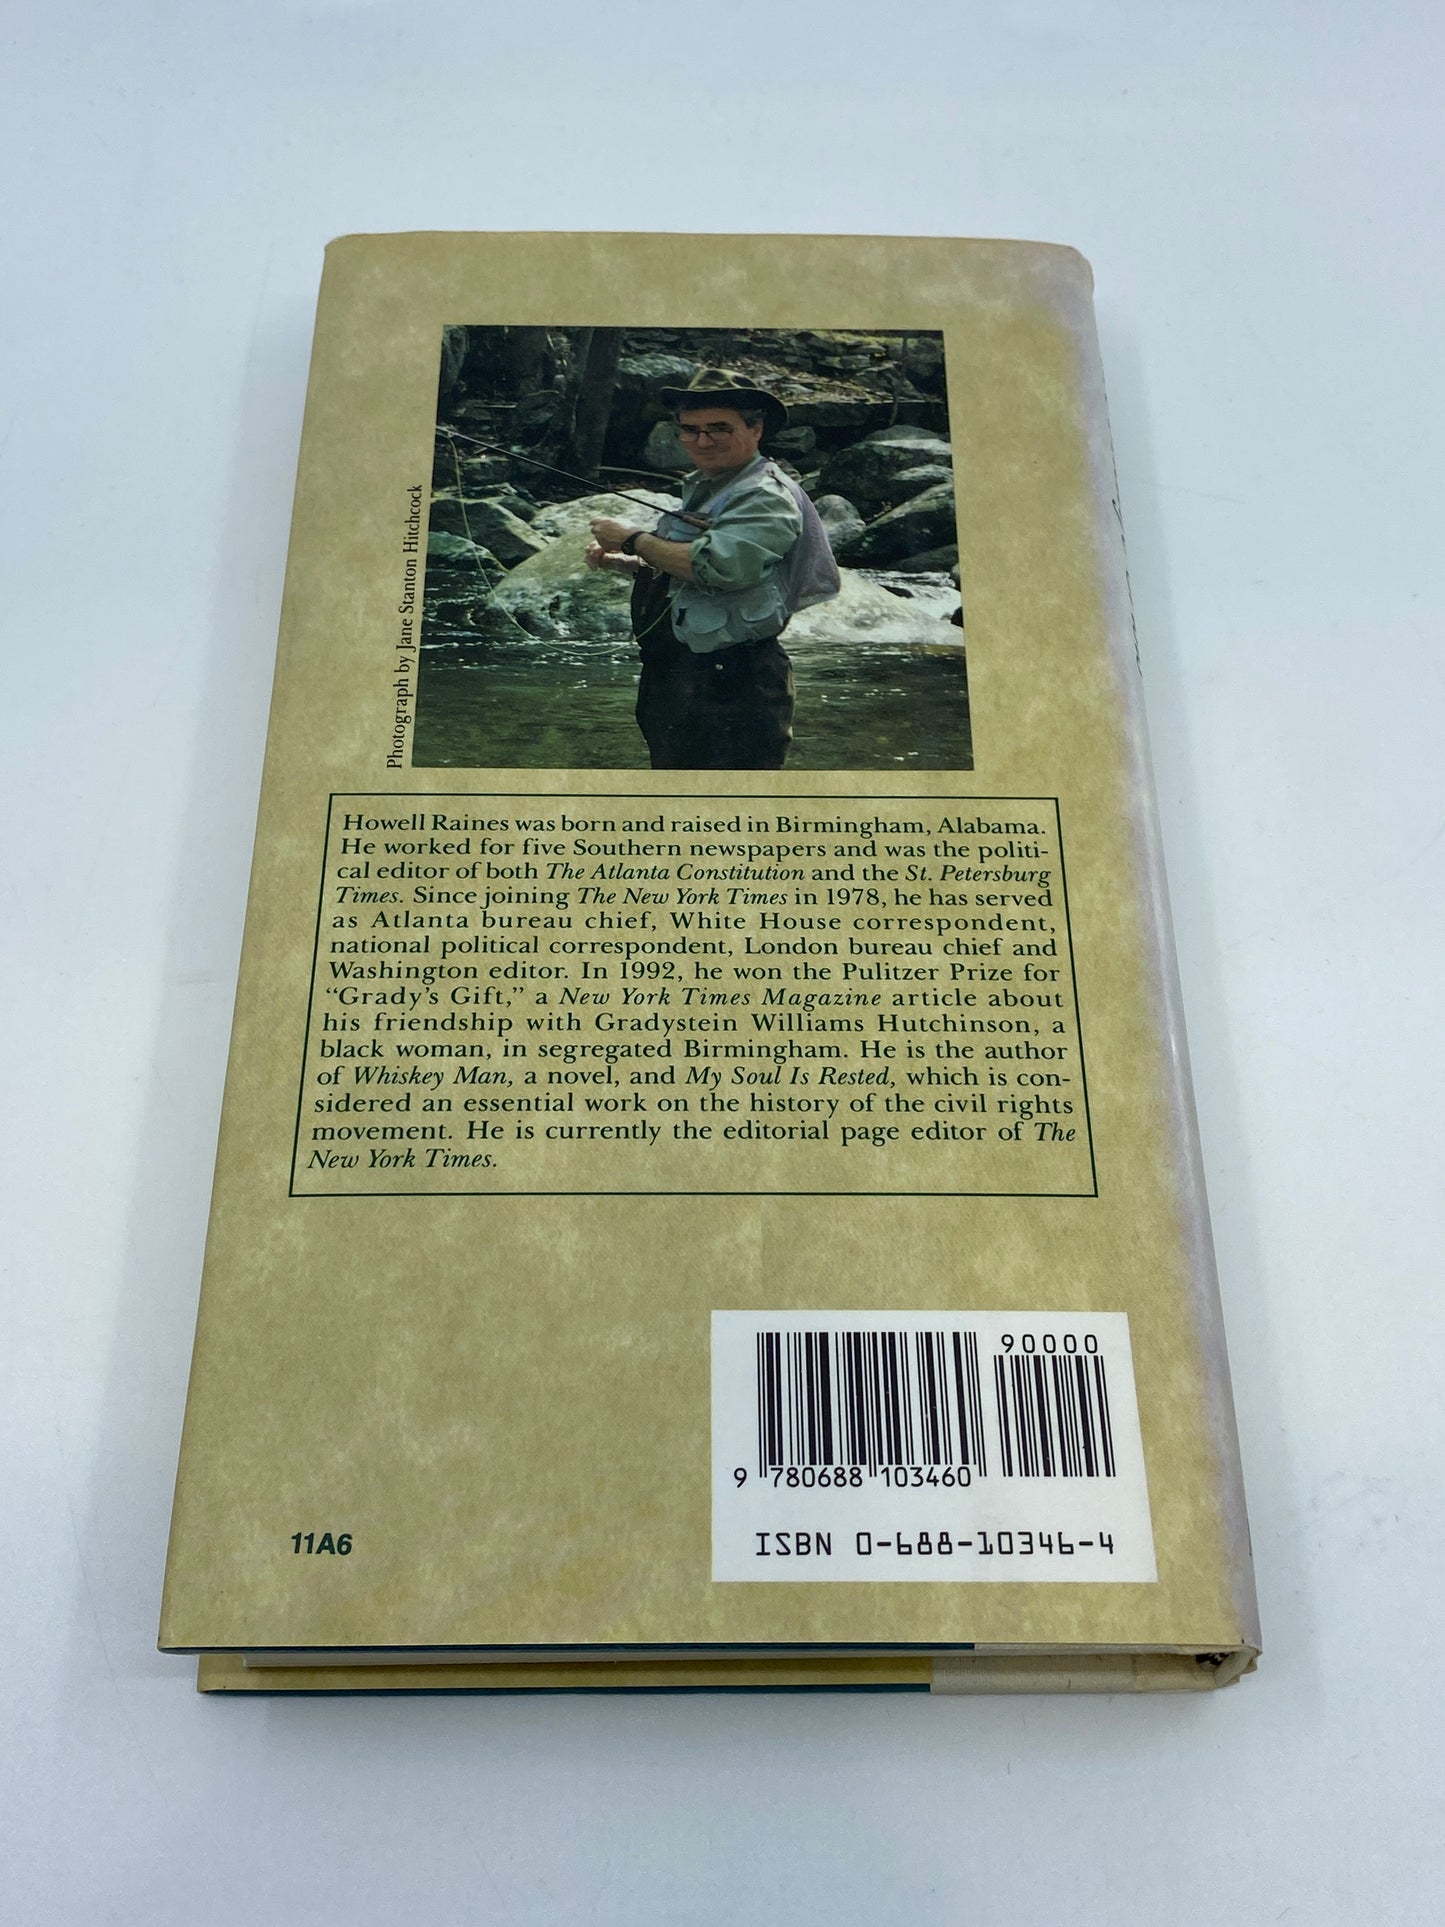 Photograph by Jane Stanton Hitchcock
Howell Raines was born and raised in Birmingham, Alabama.
He worked for five Southern newspapers and was the politi-
cal editor of both The Atlanta Constitution and the St. Petersburg
Times. Since joining The New York Times in 1978, he has served
as Atlanta bureau chief, White House correspondent,
national political correspondent, London bureau chief and
Washington editor. In 1992, he won the Pulitzer Prize for
“Grady’s Gift,” a New York Times Magazine article about
his friendship with Gradystein Williams Hutchinson, a
black woman, in segregated Birmingham. He is the author
of Whiskey Man, a novel, and My Soul Is Rested, which is con-
sidered an essential work on the history of the civil rights
movement. He is currently the editorial page editor of The
New York Times.
90000
9 780688 103460
ISBN 0-688-10346-4
11A6